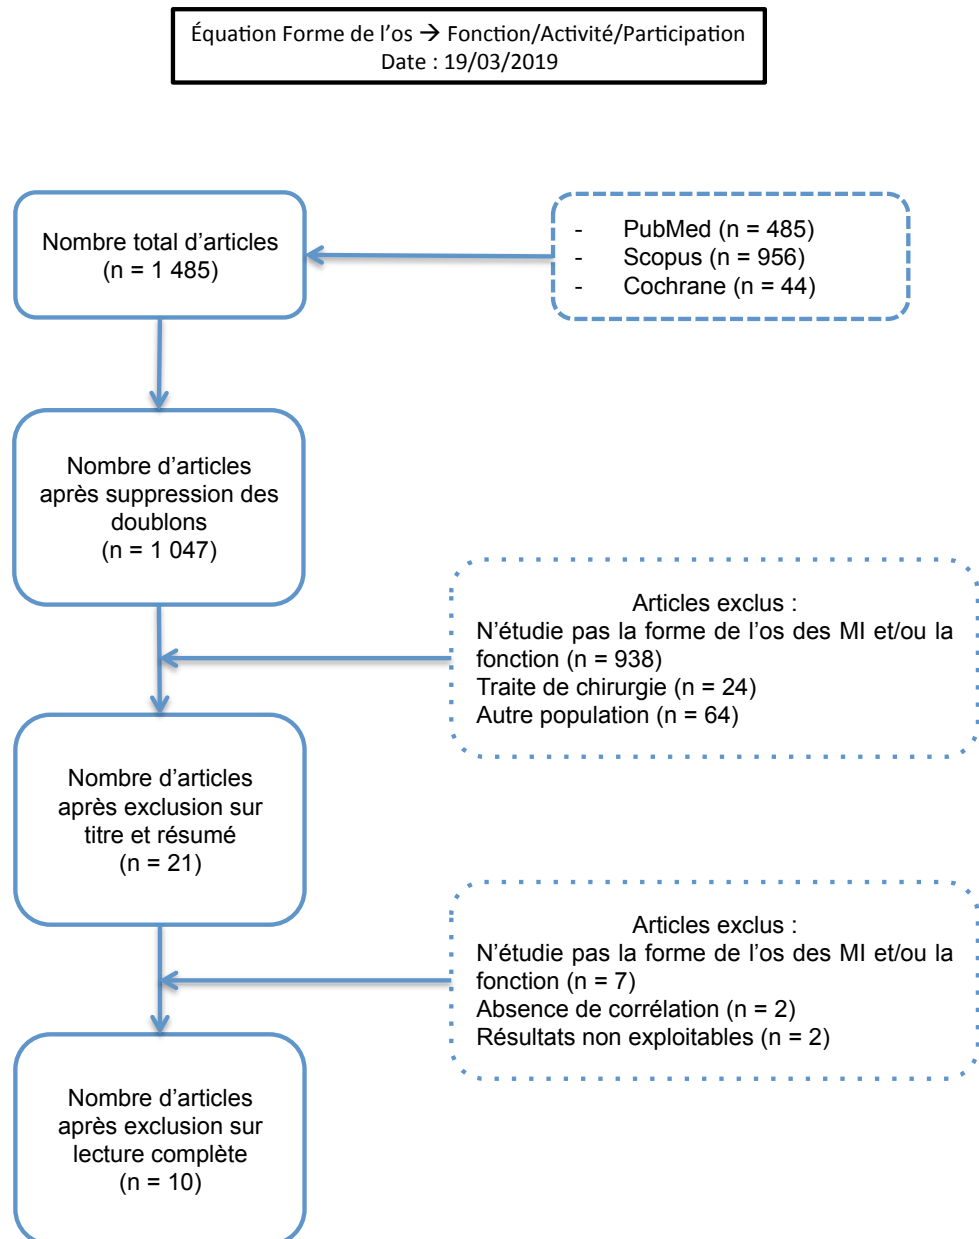 Équation Forme de l’os → Fonction/Activité/Participation
Date : 19/03/2019
Nombre total d’articles
(n = 1 485)
- PubMed (n = 485)
- Scopus (n = 956)
- Cochrane (n = 44)
Nombre d’articles
après suppression des
doublons
(n = 1 047)
Articles exclus :
N’étudie pas la forme de l’os des MI et/ou la
fonction (n = 938)
Traite de chirurgie (n = 24)
Autre population (n = 64)
Nombre d’articles
après exclusion sur
titre et résumé
(n = 21)
Articles exclus :
N’étudie pas la forme de l’os des MI et/ou la
fonction (n = 7)
Absence de corrélation (n = 2)
Résultats non exploitables (n = 2)
Nombre d’articles
après exclusion sur
lecture complète
(n = 10)